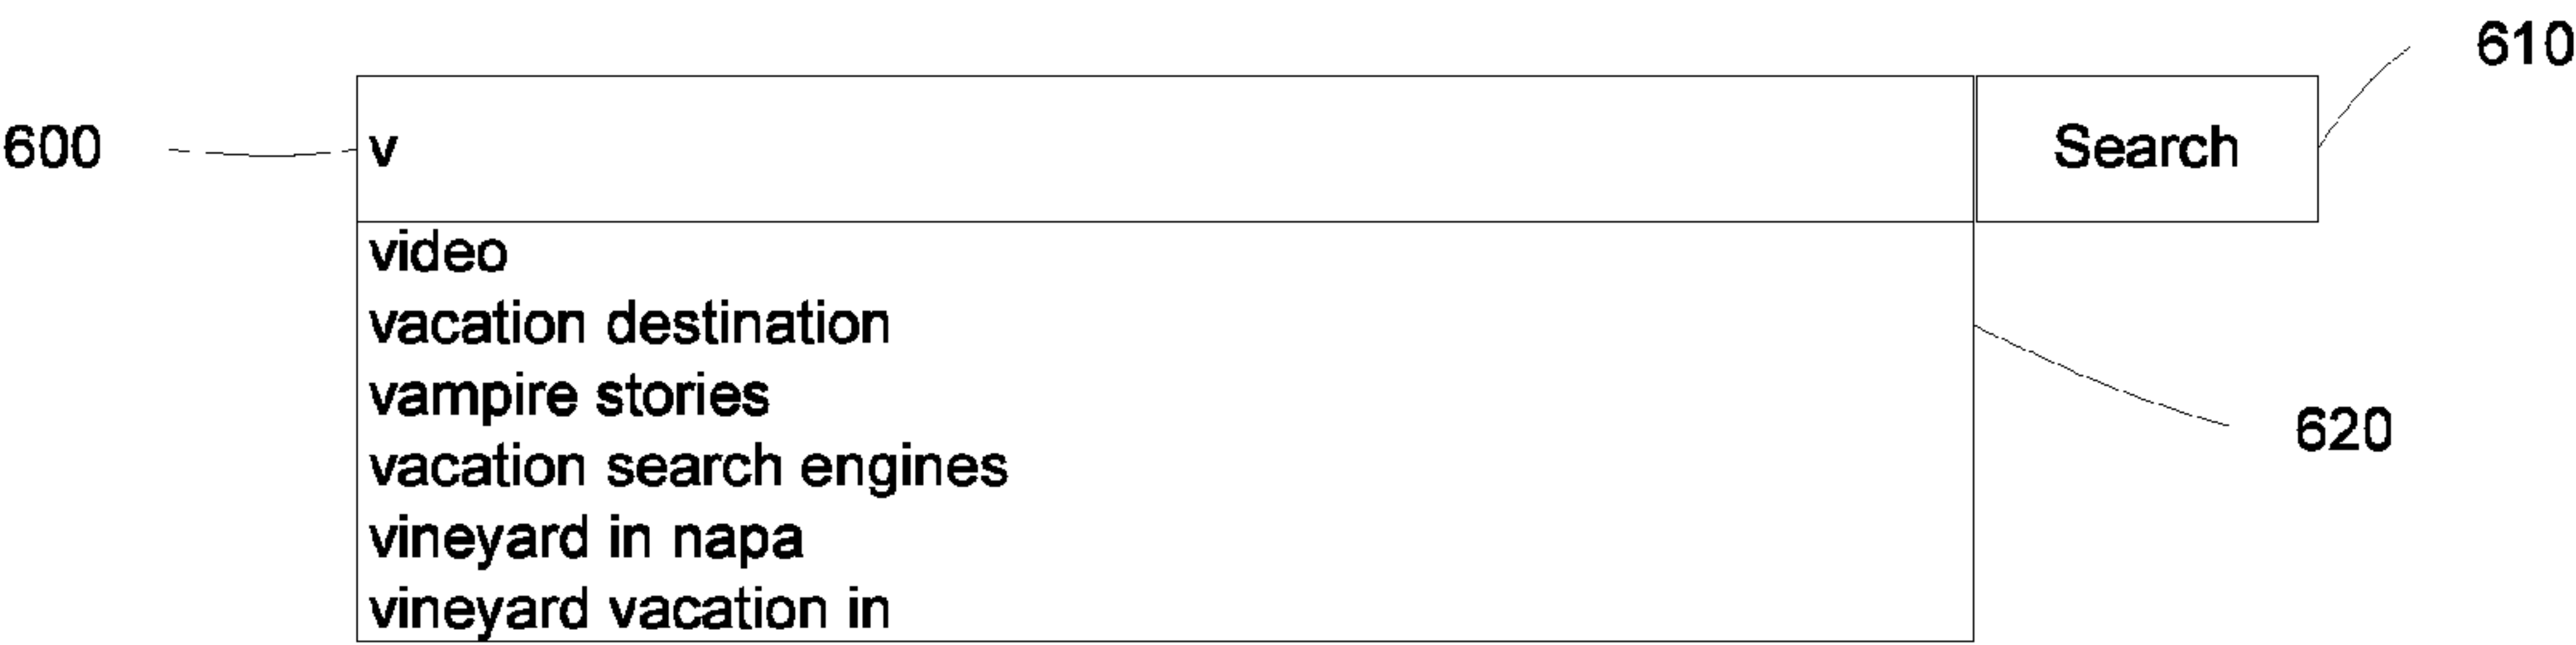 610
600 v Search
video
vacation destination
vampire stories
620
vacation search engines
vineyard in napa
vineyard vacation in